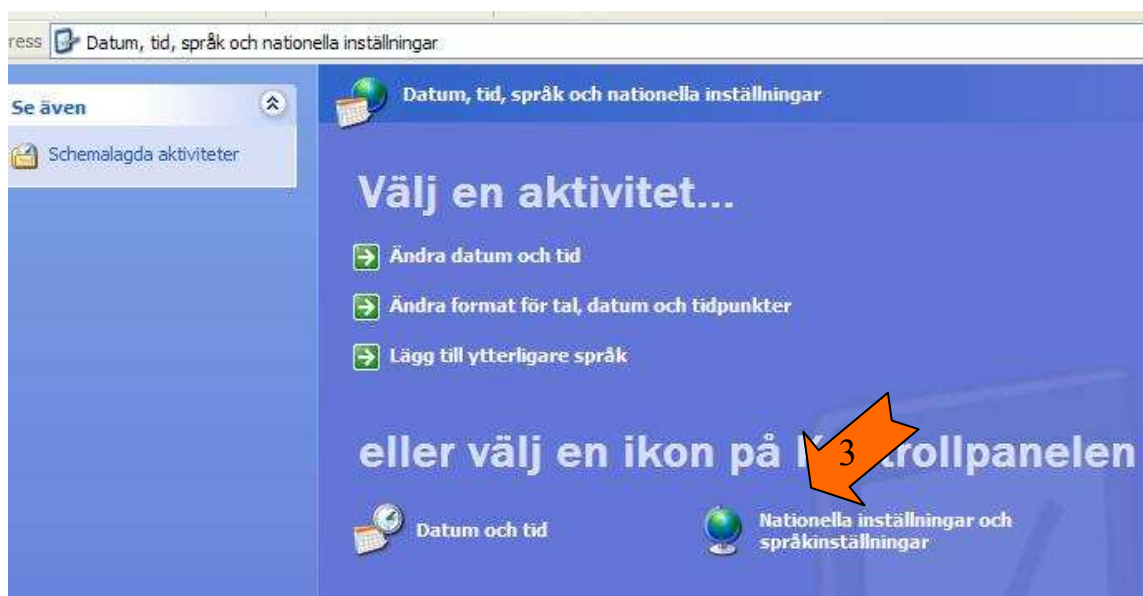 ress Datum, tid, språk och nationella inställningar
Se även
Schemalagda aktiviteter
Datum, tid, språk och nationella inställningar
Välj en aktivitet...
Ändra datum och tid
Ändra format för tal, datum och tidpunkter
Lägg till ytterligare språk
eller välj en ikon på K trollpanelen
3
Datum och tid
Nationella inställningar och
språkinställningar